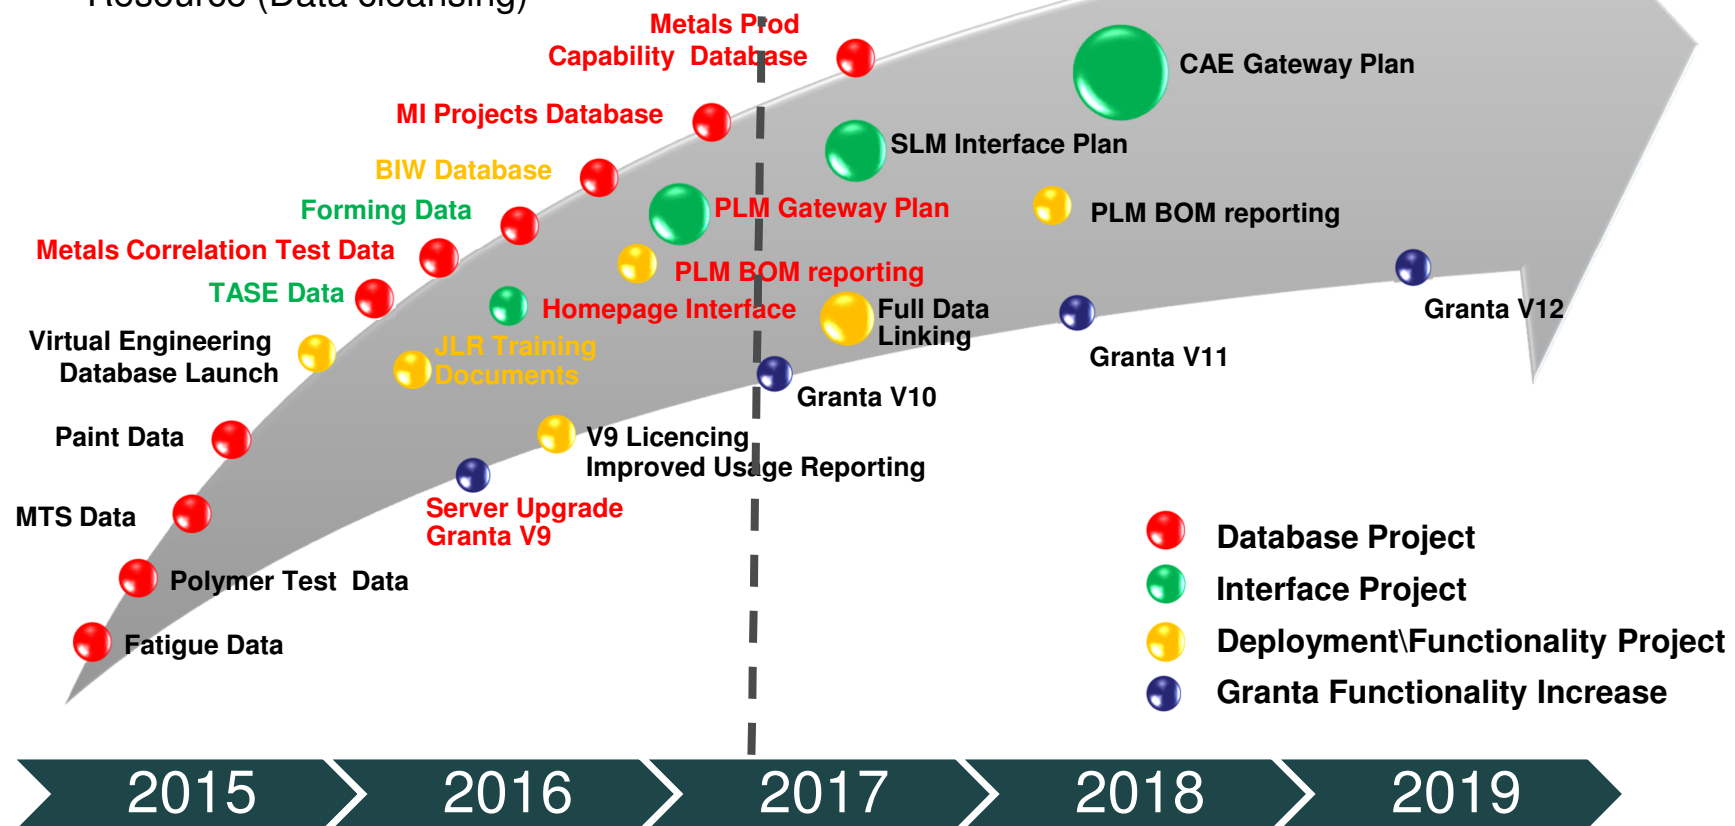 Resource (Data cleansing)
Metals Prod
Capability  Database
CAE Gateway Plan
MI Projects Database
SLM Interface Plan
BIW Database
Forming Data
PLM Gateway Plan
PLM BOM reporting
Metals Correlation Test Data
PLM BOM reporting
TASE Data
Homepage Interface
Full Data
Linking
Granta V12
Virtual Engineering
Database Launch
JLR Training
Documents
Granta V11
Granta V10
Paint Data
V9 Licencing
Improved Usage Reporting
MTS Data
Server Upgrade
Granta V9
Polymer Test  Data
Fatigue Data
Database Project
Interface Project
Deployment\Functionality Project
Granta Functionality Increase
2015
2016
2017
2018
2019